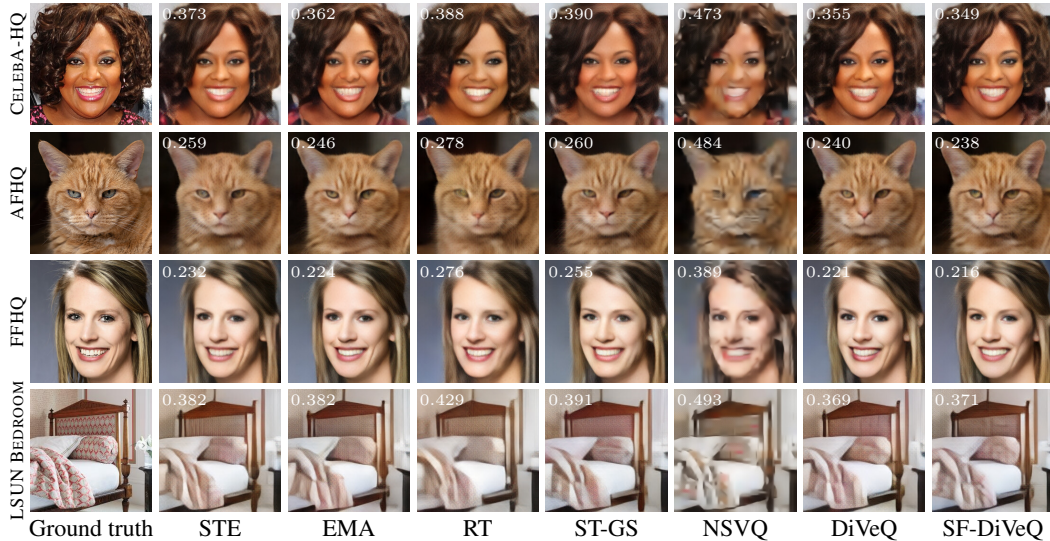 CELEBA-HQ
0.373 0.362 0.388 0.390 0.473 0.355 0.349
AFHQ
0.259 0.246 0.278 0.260 0.484 0.240 0.238
FFHQ
0.232 0.224 0.276 0.255 0.389 0.221 0.216
LSUN BEDROOM
0.382 0.382 0.429 0.391 0.493 0.369 0.371
Ground truth STE EMA RT ST-GS NSVQ DiVeQ SF-DiVeQ